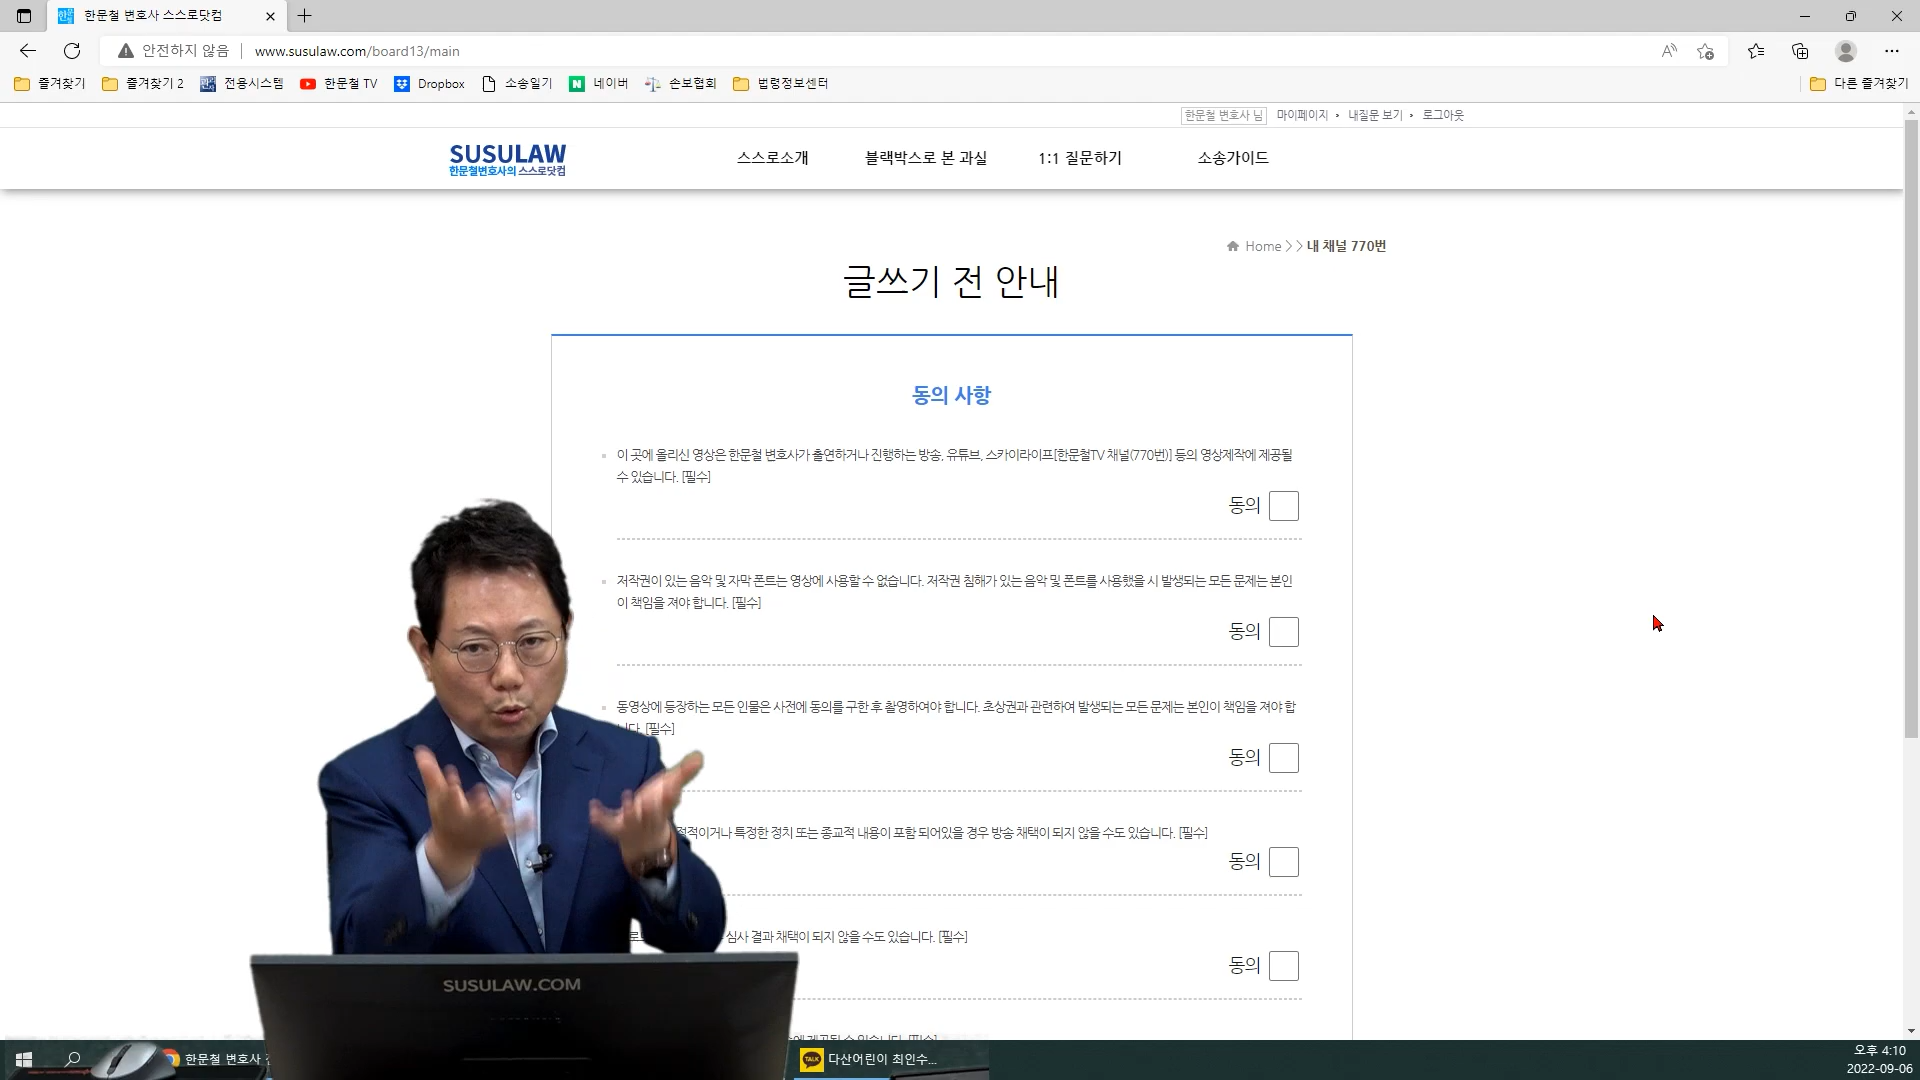 한문철 변호사 스스로닷컴
안전하지 않음
www.susulaw.com/board13/main
즐겨찾기
즐겨찾기 2
전용시스템
한문철 TV
Dropbox
소송일기
네이버
손보협회
법령정보센터
다른 즐겨찾기
한문철 변호사 님
마이페이지
내질문 보기
로그아웃
SUSULAW
한문철변호사의 스스로닷컴
스스로소개
블랙박스로 본 과실
1:1 질문하기
소송가이드
Home > > 내 채널 770번
글쓰기 전 안내
동의 사항
이 곳에 올리신 영상은 한문철 변호사가 출연하거나 진행하는 방송, 유튜브, 스카이라이프[한문철TV 채널(770번)] 등의 영상제작에 제공될
수 있습니다. [필수]
동의
저작권이 있는 음악 및 자막 폰트는 영상에 사용할 수 없습니다. 저작권 침해가 있는 음악 및 폰트를 사용했을 시 발생되는 모든 문제는 본인
이 책임을 져야 합니다. [필수]
동의
동영상에 등장하는 모든 인물은 사전에 동의를 구한 후 촬영하여야 합니다. 초상권과 관련하여 발생되는 모든 문제는 본인이 책임을 져야 합
니다. [필수]
동의
특정한 정치 또는 종교적 내용이 포함 되어있을 경우 방송 채택이 되지 않을 수도 있습니다. [필수]
동의
심사 결과 채택이 되지 않을 수도 있습니다. [필수]
동의
SUSULAW.COM
한문철 변호사
TALK
다산어린이 최인수...
오후 4:10
2022-09-06